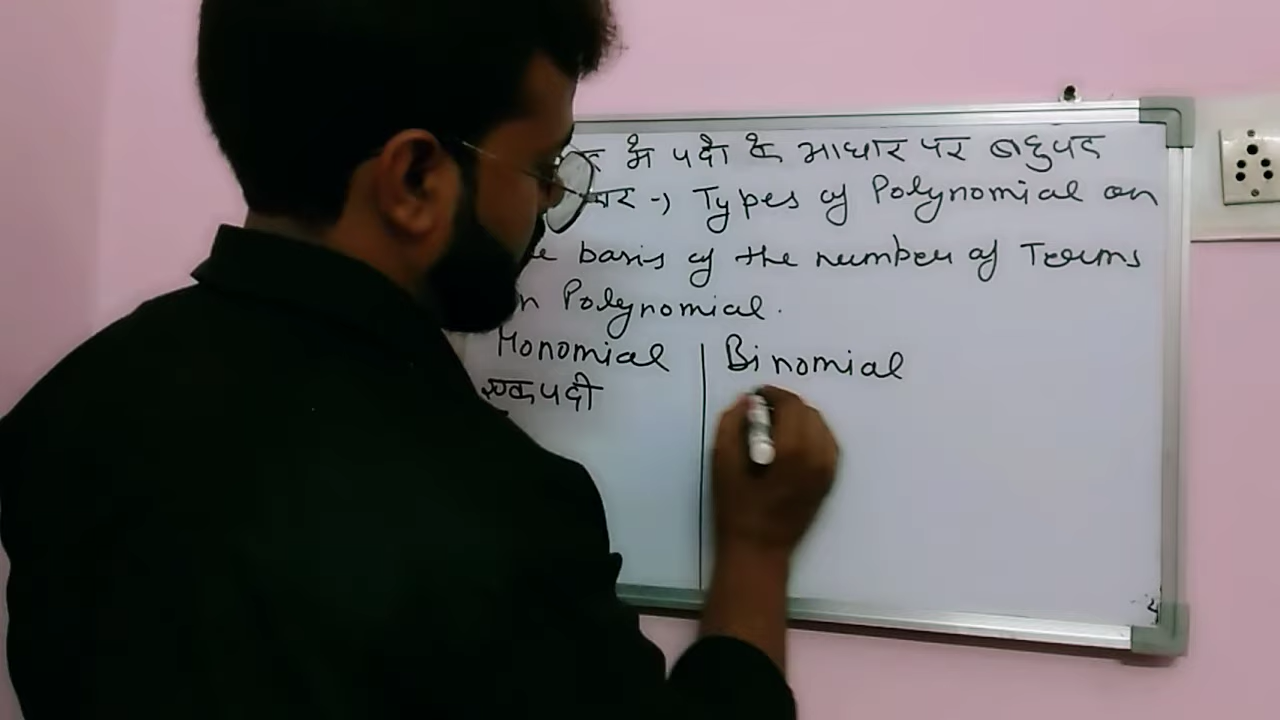 मे पदो के आधार पर बहुपद
Types of Polynomial on
basis of the number of Terms
Polynomial.
Monomial | Binomial
एकपदी